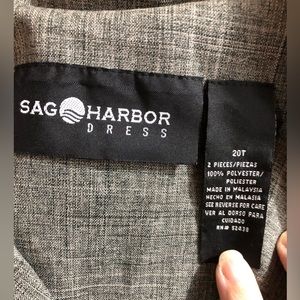 SAG HARBOR
DRESS
20T
2 PIECES/PIEZAS
100% POLYESTER/
POLIESTER
MADE IN MALAYSIA
HECHO EN MALASIA
SEE REVERSE FOR CARE
VER AL DORSO PARA
CUIDADO
RN# 52438